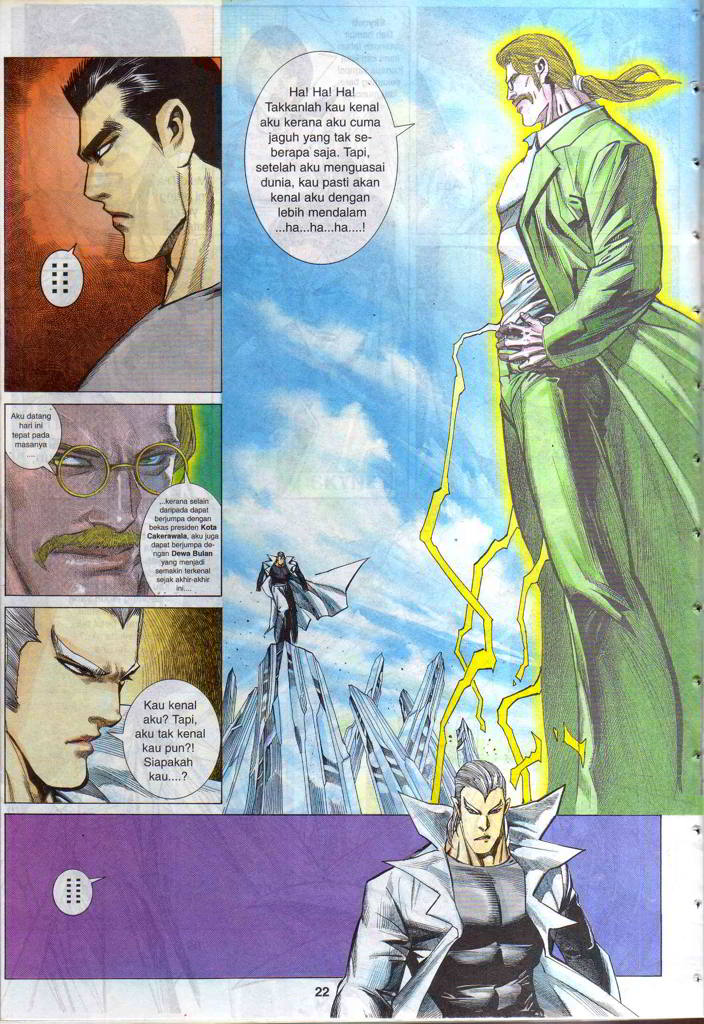 ......
Aku datang
hari ini
tepat pada
masanya
....
...kerana selain
daripada dapat
berjumpa dengan
bekas presiden Kota
Cakerawala, aku juga
dapat berjumpa de-
ngan Dewa Bulan
yang menjadi
semakin terkenal
sejak akhir-akhir
ini....
Kau kenal
aku? Tapi,
aku tak kenal
kau pun?!
Siapakah
kau....?
Ha! Ha! Ha!
Takkanlah kau kenal
aku kerana aku cuma
jaguh yang tak se-
berapa saja. Tapi,
setelah aku menguasai
dunia, kau pasti akan
kenal aku dengan
lebih mendalam
...ha...ha...ha....!
......
22